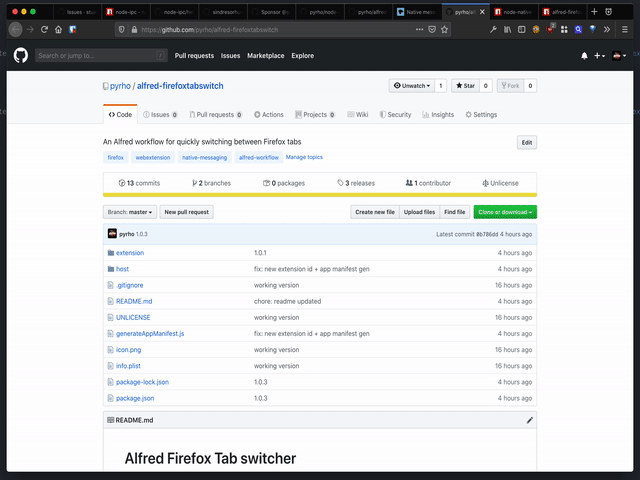 Issues · stu
node-ipc -
node-ipc/no
sindresorh
Sponsor @
pyrho/node
pyrho/alfred
Native mess
pyrho/al
node-native
alfred-firefo
https://github.com/pyrho/alfred-firefoxtabswitch
Search or jump to...
/
Pull requests
Issues
Marketplace
Explore
pyrho / alfred-firefoxtabswitch
Unwatch
1
Star
0
Fork
0
Code
Issues 0
Pull requests 0
Actions
Projects 0
Wiki
Security
Insights
Settings
An Alfred workflow for quickly switching between Firefox tabs
Edit
firefox
webextension
native-messaging
alfred-workflow
Manage topics
13 commits
2 branches
0 packages
3 releases
1 contributor
Unlicense
Branch: master
New pull request
Create new file
Upload files
Find file
Clone or download
pyrho 1.0.3
Latest commit 8b786dd 4 hours ago
extension 1.0.1 4 hours ago
host fix: new extension id + app manifest gen 4 hours ago
.gitignore working version 16 hours ago
README.md chore: readme updated 4 hours ago
UNLICENSE working version 16 hours ago
generateAppManifest.js fix: new extension id + app manifest gen 4 hours ago
icon.png working version 16 hours ago
info.plist working version 16 hours ago
package-lock.json 1.0.3 4 hours ago
package.json 1.0.3 4 hours ago
README.md
Alfred Firefox Tab switcher